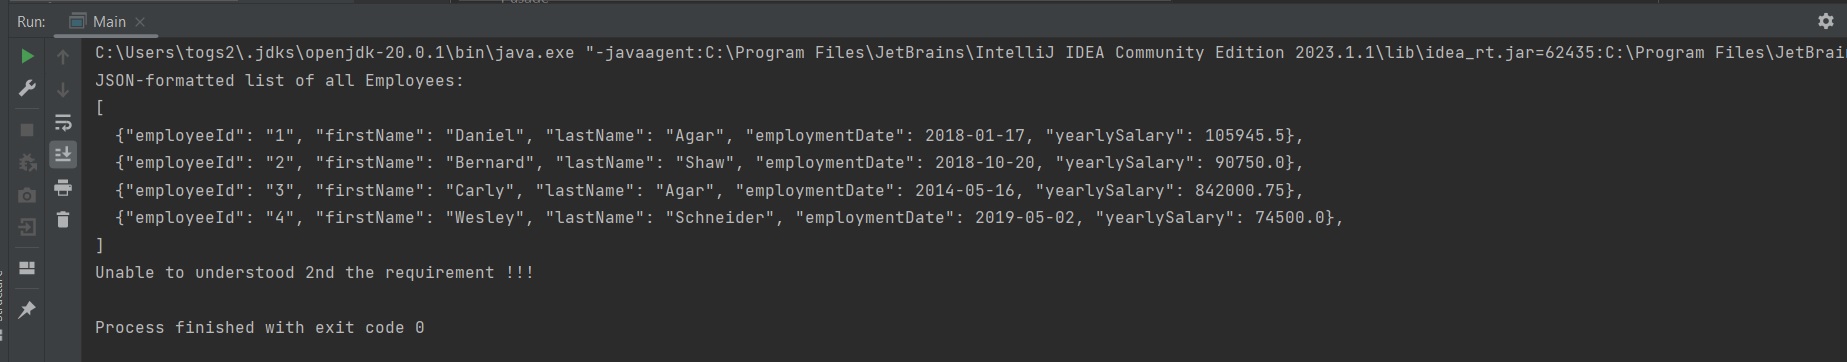 Run: Main
C:\Users\togs2\.jdks\openjdk-20.0.1\bin\java.exe "-javaagent:C:\Program Files\JetBrains\IntelliJ IDEA Community Edition 2023.1.1\lib\idea_rt.jar=62435:C:\Program Files\JetBrain
JSON-formatted list of all Employees:
[
{"employeeId": "1", "firstName": "Daniel", "lastName": "Agar", "employmentDate": 2018-01-17, "yearlySalary": 105945.5},
{"employeeId": "2", "firstName": "Bernard", "lastName": "Shaw", "employmentDate": 2018-10-20, "yearlySalary": 90750.0},
{"employeeId": "3", "firstName": "Carly", "lastName": "Agar", "employmentDate": 2014-05-16, "yearlySalary": 842000.75},
{"employeeId": "4", "firstName": "Wesley", "lastName": "Schneider", "employmentDate": 2019-05-02, "yearlySalary": 74500.0},
]
Unable to understood 2nd the requirement !!!
Process finished with exit code 0